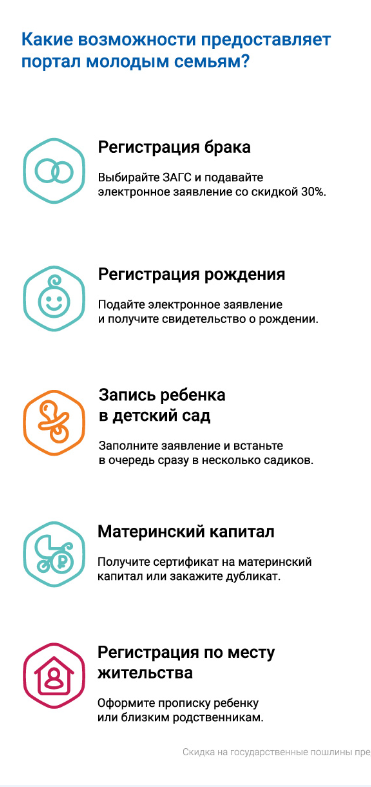 Какие возможности предоставляет
портал молодым семьям?
Регистрация брака
Выбирайте ЗАГС и подавайте
электронное заявление со скидкой 30%.
Регистрация рождения
Подайте электронное заявление
и получите свидетельство о рождении.
Запись ребенка
в детский сад
Заполните заявление и встаньте
в очередь сразу в несколько садиков.
Материнский капитал
Получите сертификат на материнский
капитал или закажите дубликат.
Регистрация по месту
жительства
Оформите прописку ребенку
или близким родственникам.
Скидка на государственные пошлины пре